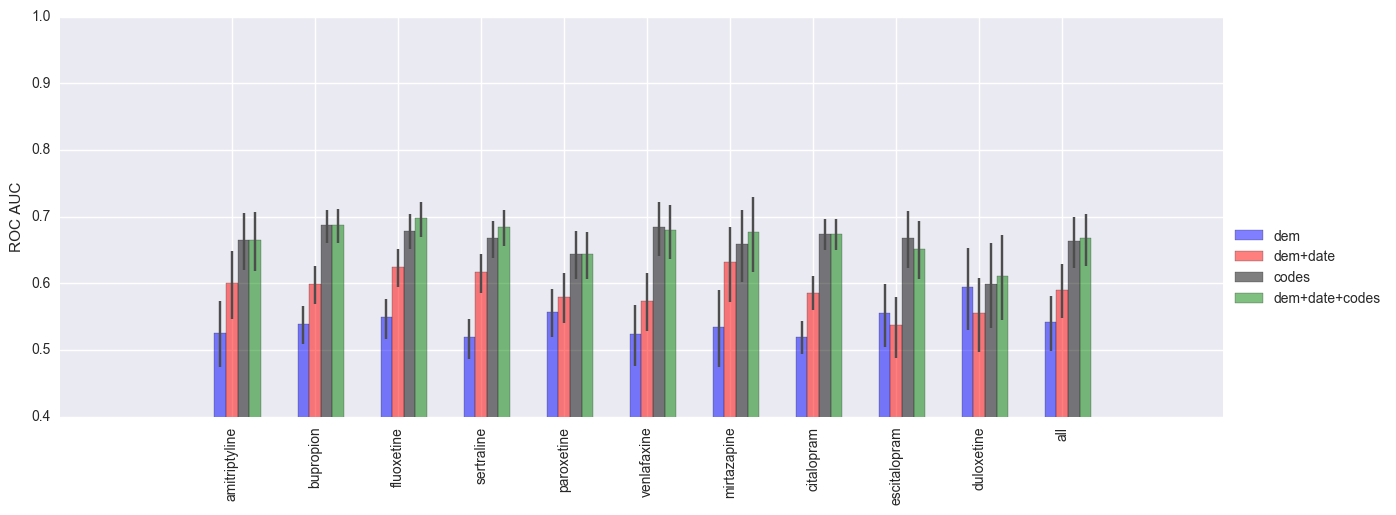 1.0
0.9
0.8
0.7
0.6
0.5
0.4
ROC AUC
amitriptyline
bupropion
fluoxetine
sertraline
paroxetine
venlafaxine
mirtazapine
citalopram
escitalopram
duloxetine
all
dem
dem+date
codes
dem+date+codes